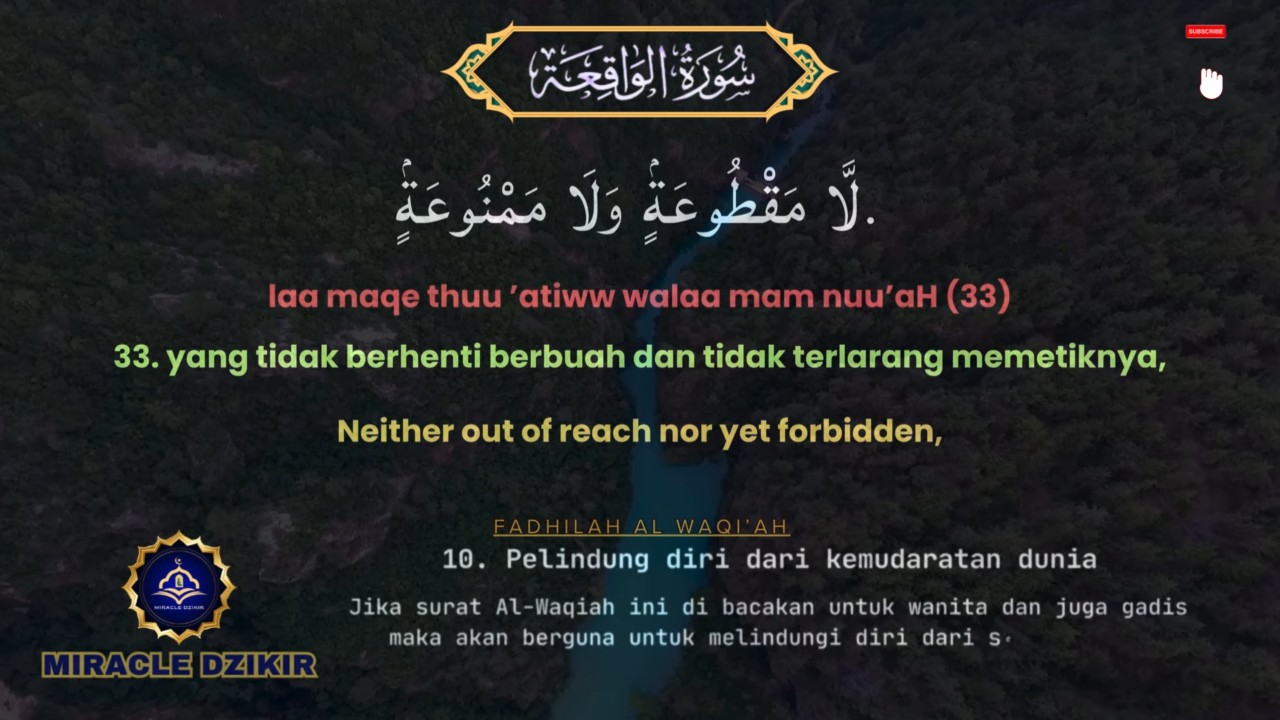 سُورَةُ الوَاقِعَة
SUBSCRIBE
لَّا مَقْطُوعَةٍۢ وَلَا مَمْنُوعَةٍۢ.
laa maqe thuu ’atiww walaa mam nuu’aH (33)
33. yang tidak berhenti berbuah dan tidak terlarang memetiknya,
Neither out of reach nor yet forbidden,
FADHILAH AL WAQI’AH
10. Pelindung diri dari kemudaratan dunia
Jika surat Al-Waqiah ini di bacakan untuk wanita dan juga gadis
maka akan berguna untuk melindungi diri dari s
MIRACLE DZIKIR
MIRACLE DZIKIR